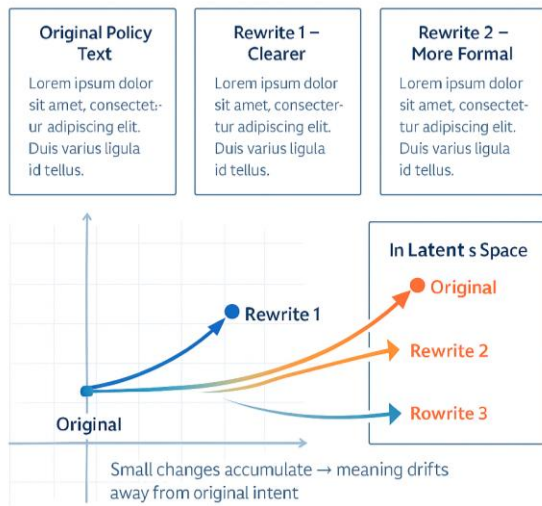 Original Policy
Text
Lorem ipsum dolor
sit amet, consectet:-
ur adipiscing elit.
Duis varius ligula
id tellus.
Rewrite 1 –
Clearer
Lorem ipsum dolor
sit amet, consecter-
tur adipiscing elit.
Duis varius ligula
id tellus.
Rewrite 2 –
More Formal
Lorem ipsum dolor
sit amet, consectet-
tur adipiscing elit.
Duis varius ligula
id tellus.
In Latent s Space
Original
Rewrite 1
Rewrite 2
Rowrite 3
Original
Small changes accumulate → meaning drifts
away from original intent